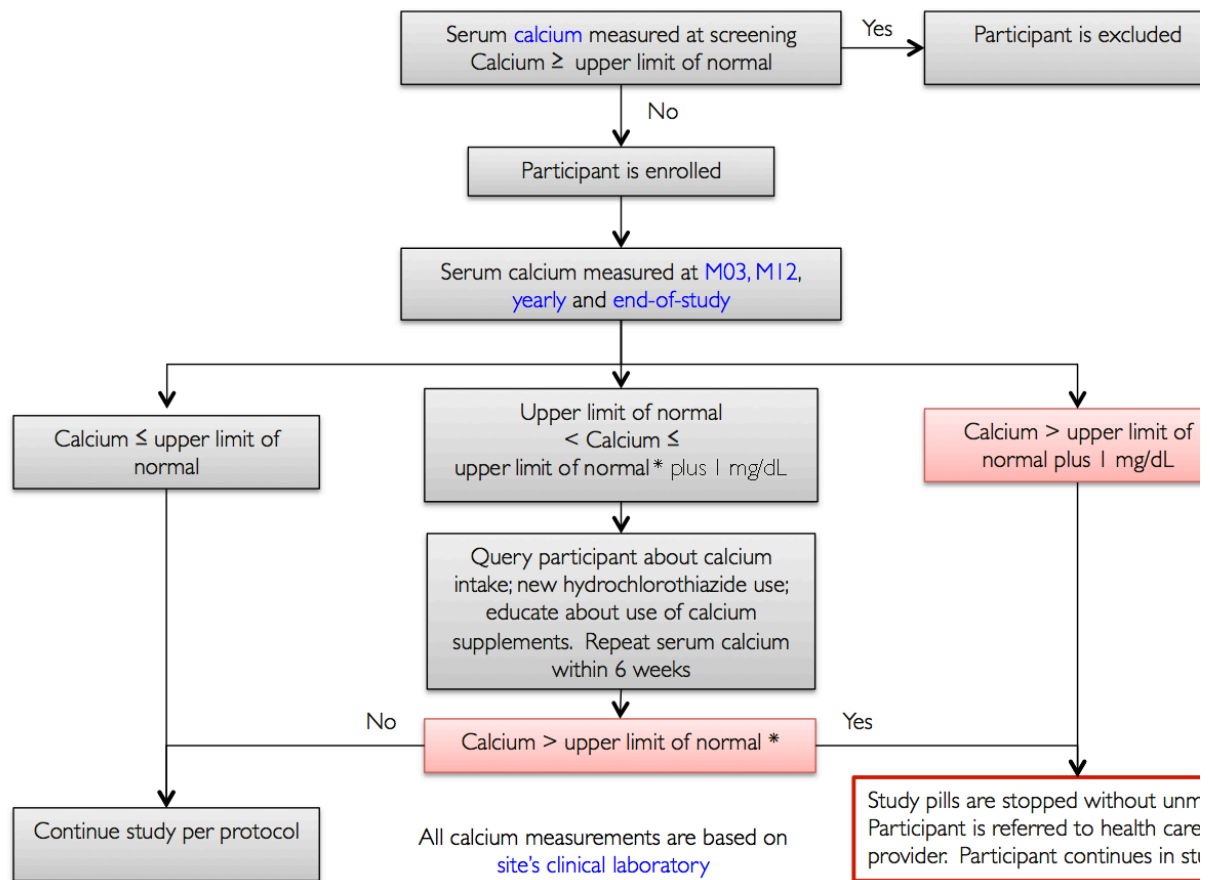 Serum calcium measured at screening
Calcium ≥ upper limit of normal
Yes
Participant is excluded
No
Participant is enrolled
Serum calcium measured at M03, M12,
yearly and end-of-study
Calcium ≤ upper limit of
normal
Upper limit of normal
< Calcium ≤
upper limit of normal* plus 1 mg/dL
Calcium > upper limit of
normal plus 1 mg/dL
Query participant about calcium
intake; new hydrochlorothiazide use;
educate about use of calcium
supplements. Repeat serum calcium
within 6 weeks
No
Calcium > upper limit of normal *
Yes
Continue study per protocol
All calcium measurements are based on
site's clinical laboratory
Study pills are stopped without
Participant is referred to health care
provider. Participant continues in